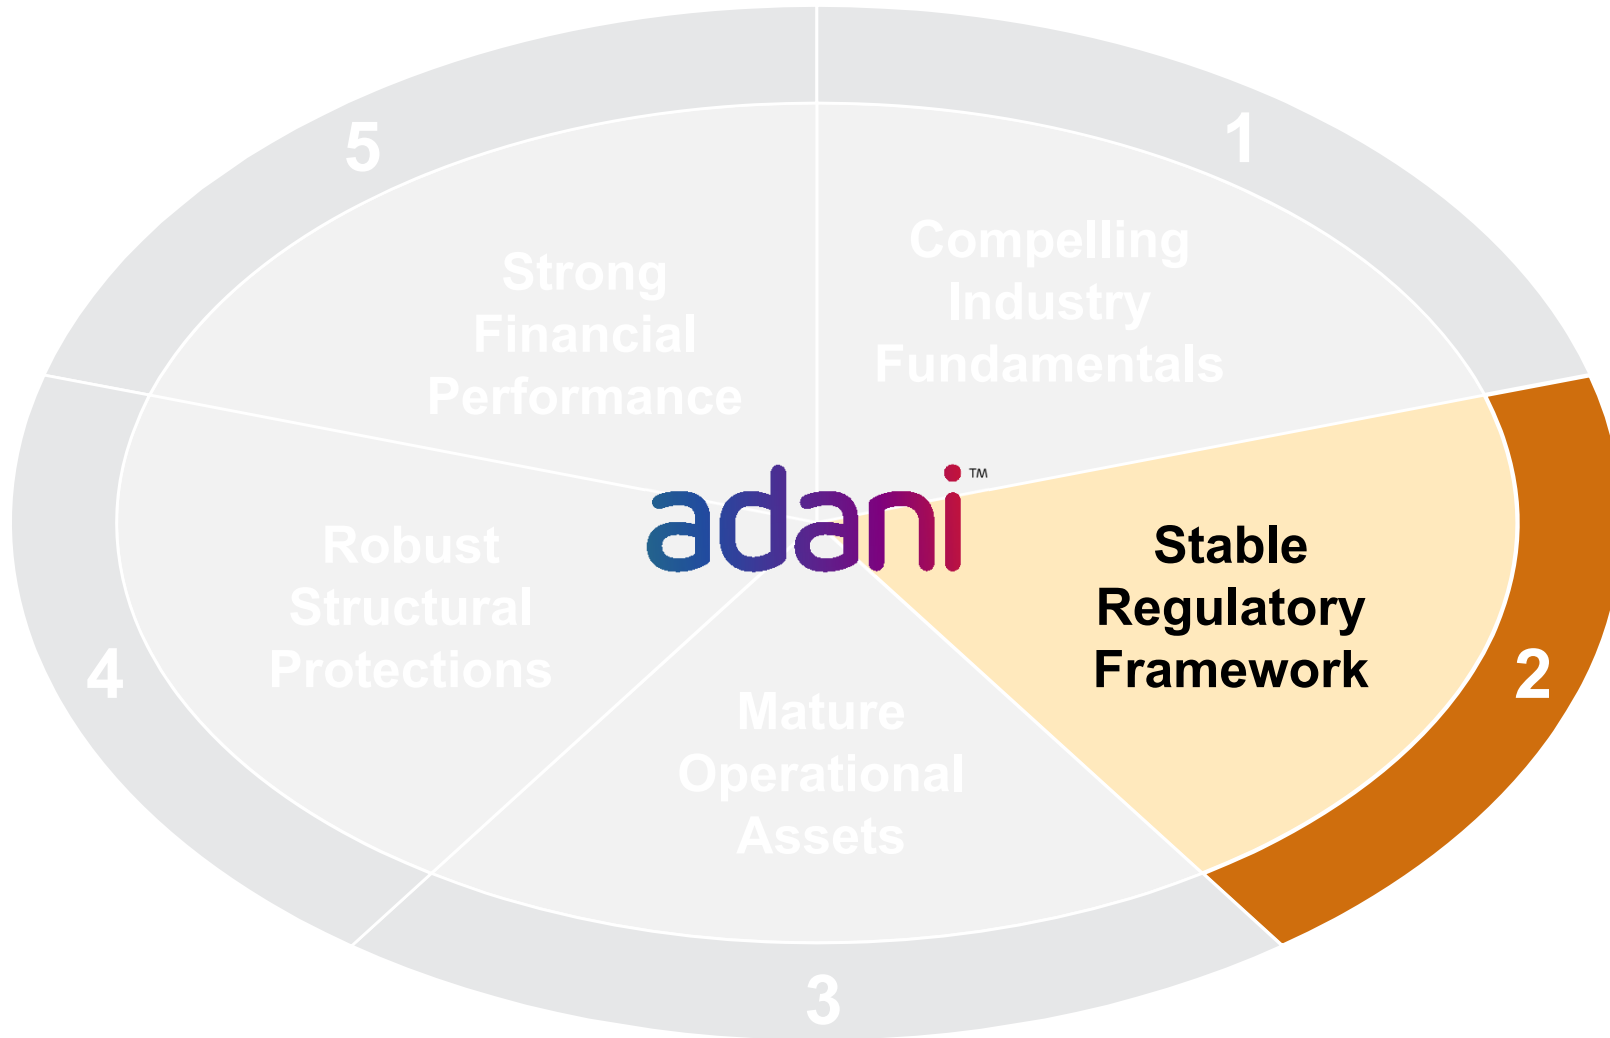 1
Compelling
Industry
Fundamentals
2
Stable
Regulatory
Framework
3
Mature
Operational
Assets
4
Robust
Structural
Protections
5
Strong
Financial
Performance
adani™